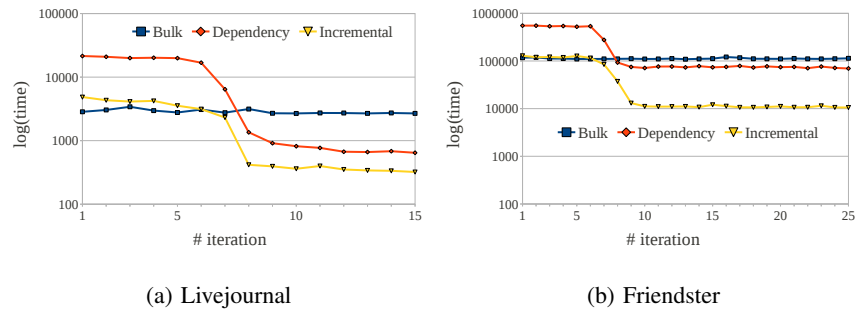 100000
10000
1000
100
log(time)
Bulk Dependency Incremental
1 5 10 15
# iteration
(a) Livejournal
1000000
100000
10000
1000
100
log(time)
Bulk Dependency Incremental
1 5 10 15 20 25
# iteration
(b) Friendster